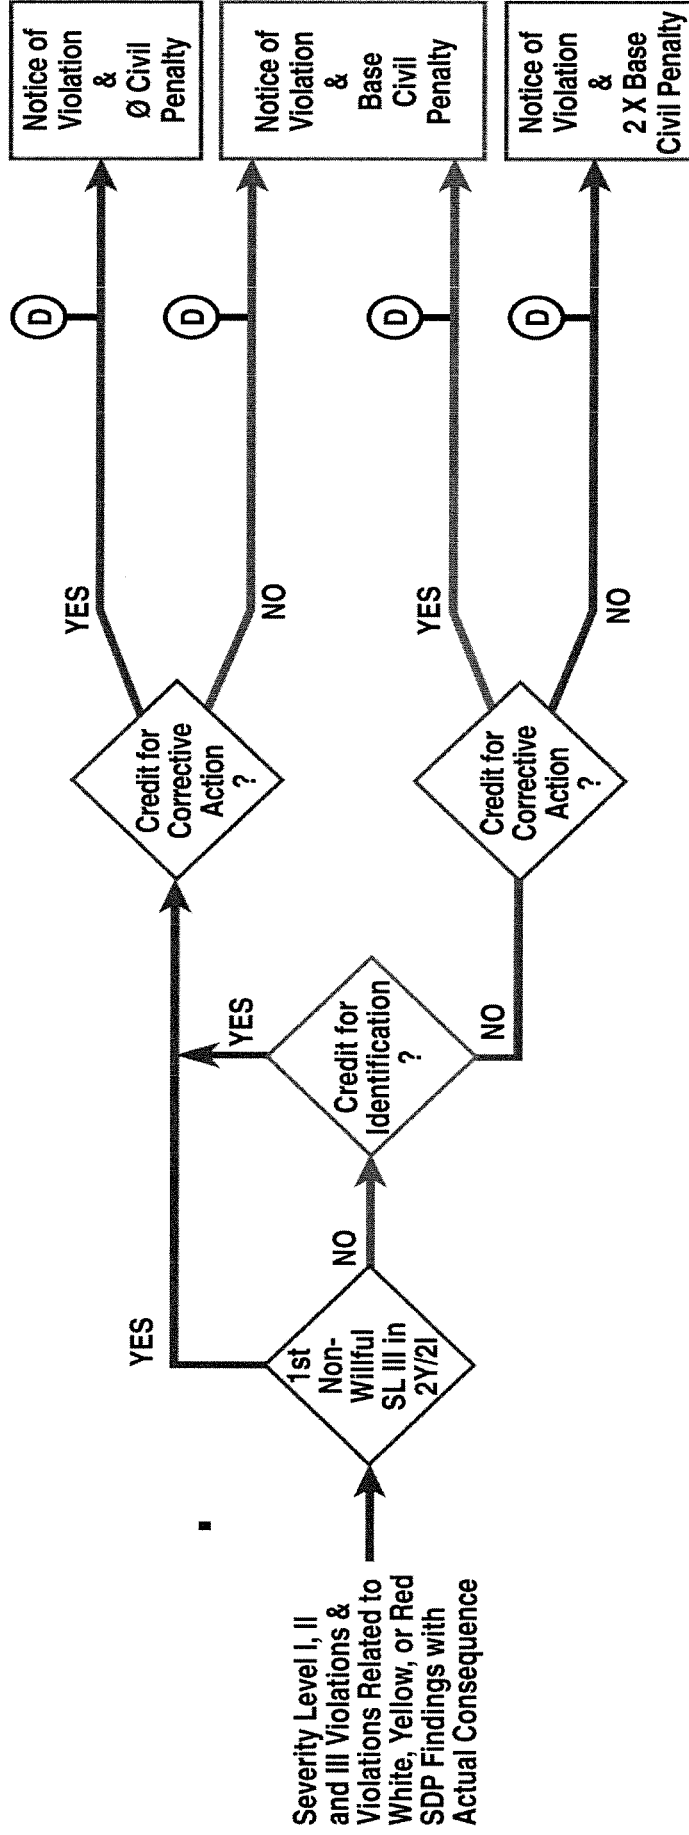 Severity Level I, II
and III Violations &
Violations Related to
White, Yellow, or Red
SDP Findings with
Actual Consequence
1st
Non-
Willful
SL III in
2Y/2I
YES
NO
Credit for
Identification
?
YES
NO
Credit for
Corrective
Action
?
YES
NO
Credit for
Corrective
Action
?
YES
NO
D
D
D
D
Notice of
Violation
&
Ø Civil
Penalty
Notice of
Violation
&
Base
Civil
Penalty
Notice of
Violation
&
2 X Base
Civil Penalty